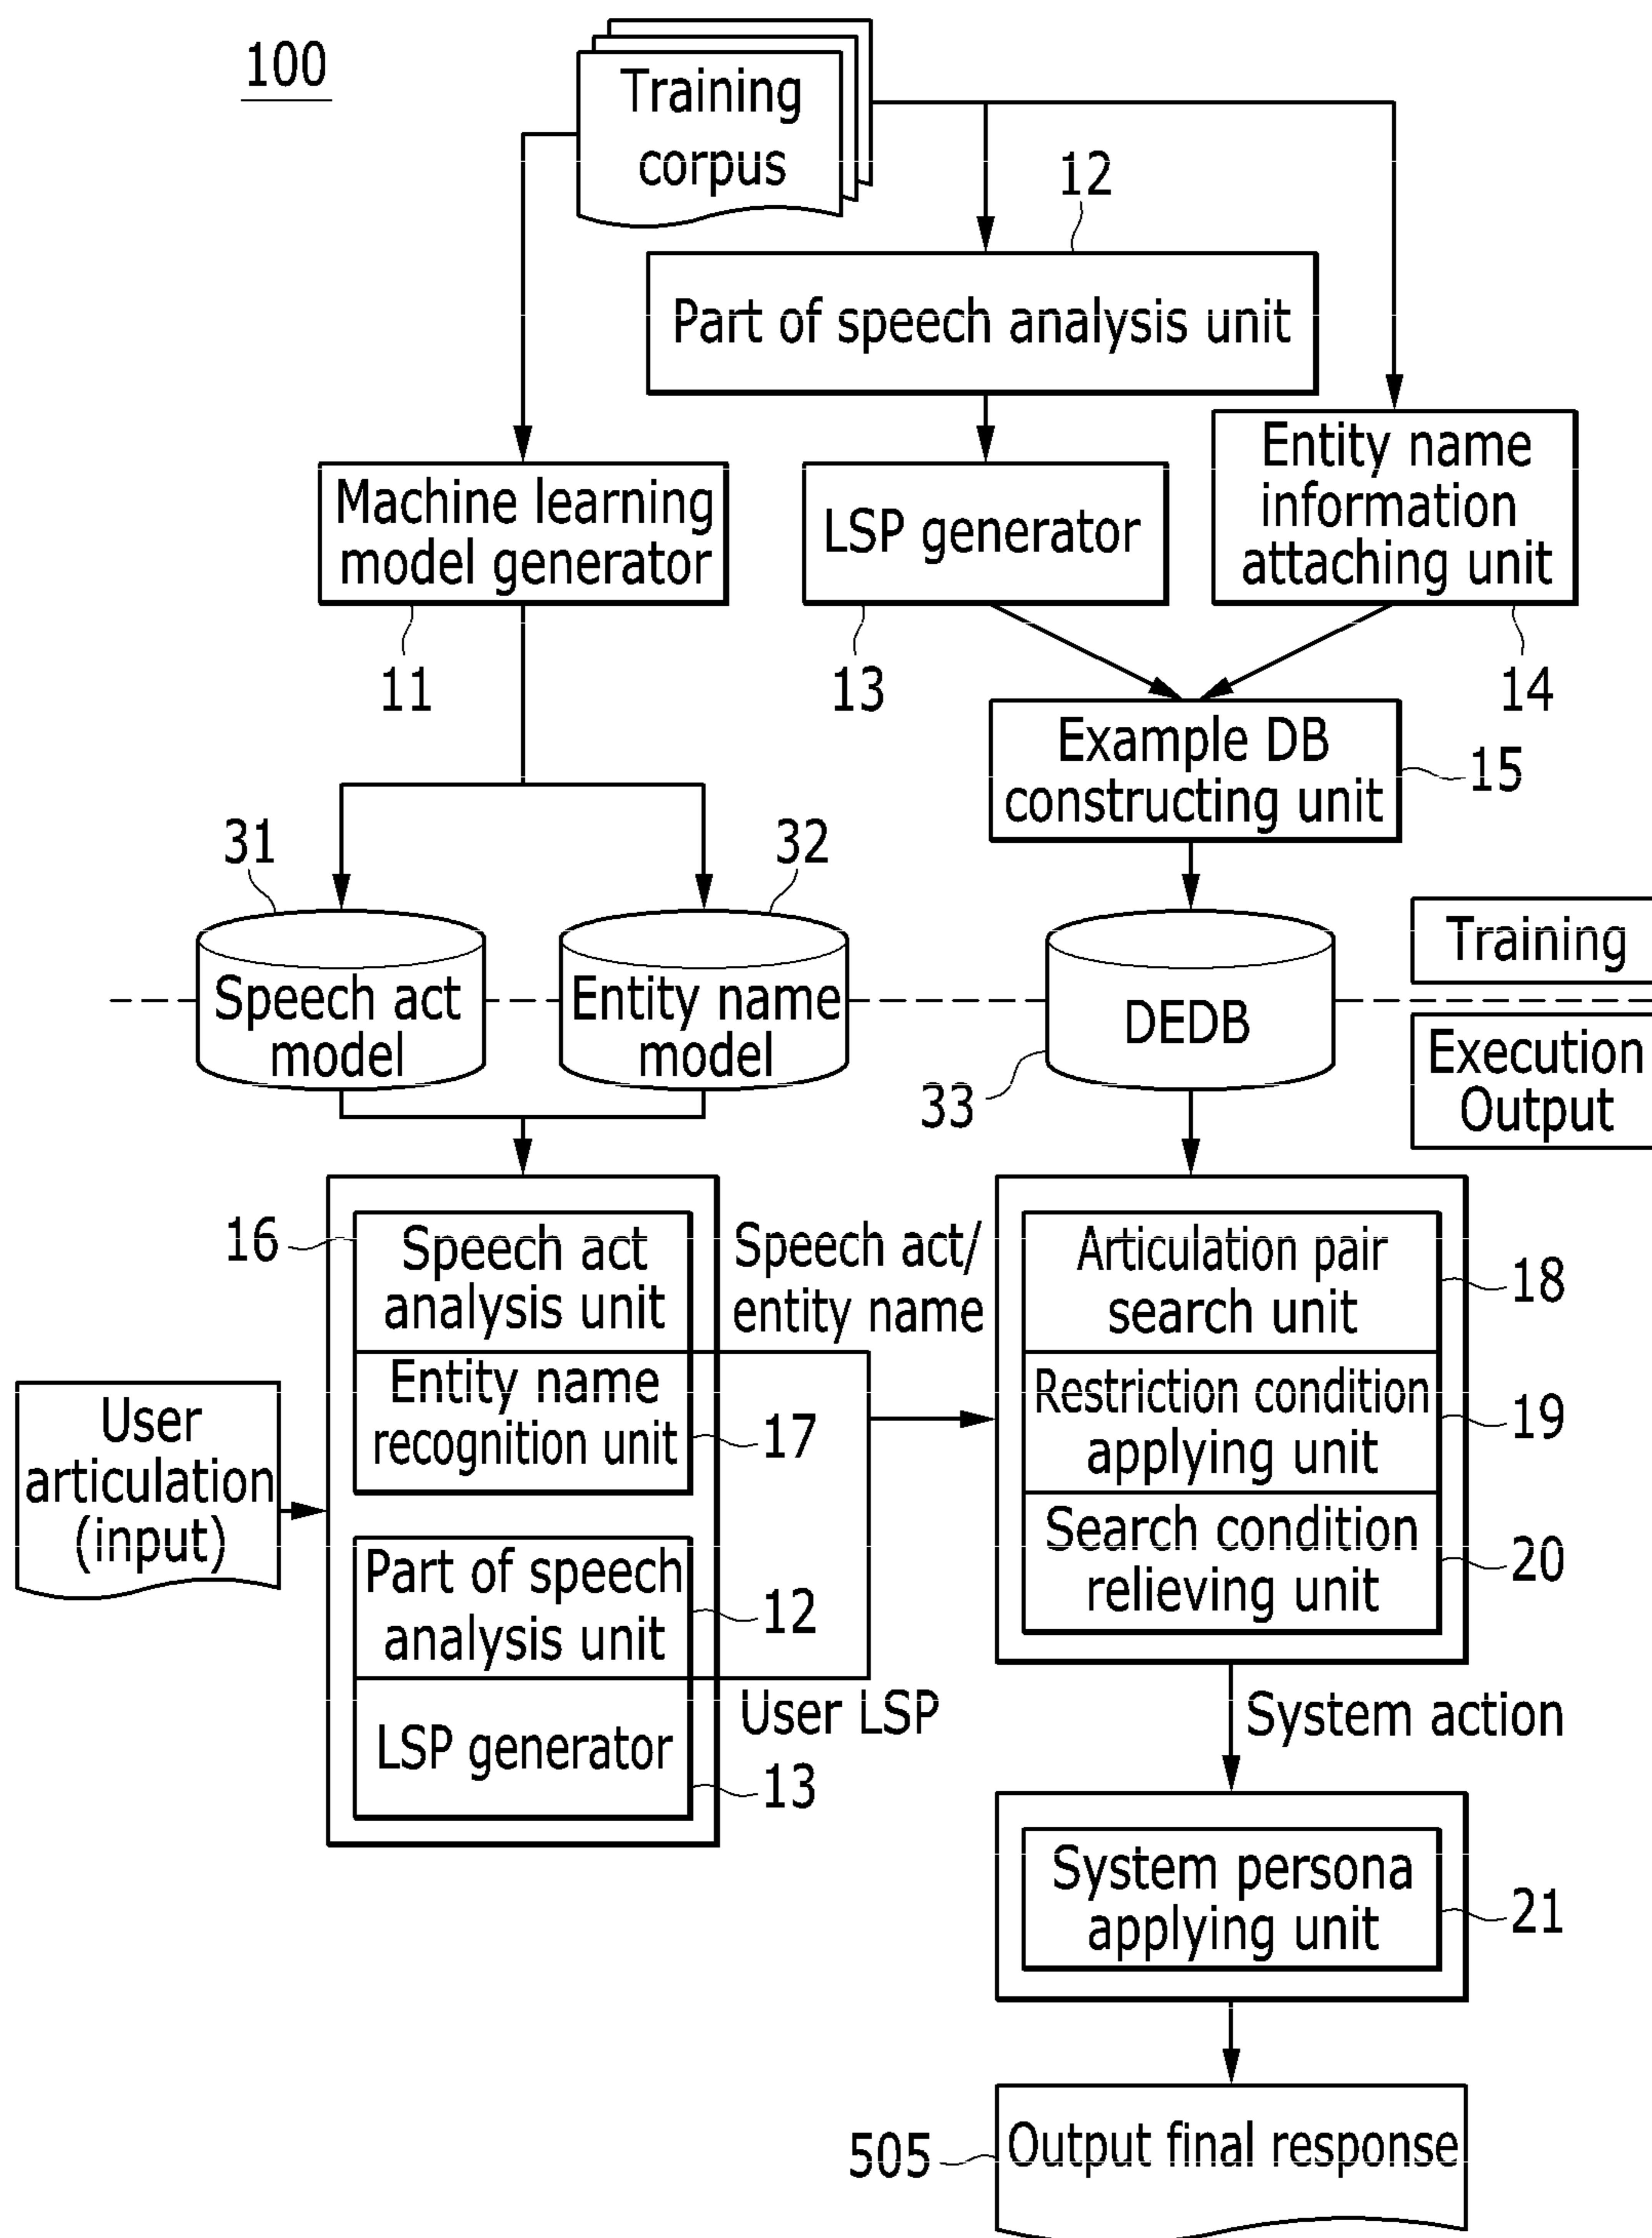 100
Training
corpus
12
Part of speech analysis unit
Machine learning
model generator
11
LSP generator
13
Entity name
information
attaching unit
14
Example DB
constructing unit
15
31
Speech act
model
32
Entity name
model
33
DEDB
Training
Execution
Output
User
articulation
(input)
16
Speech act
analysis unit
Entity name
recognition unit
17
Part of speech
analysis unit
12
LSP generator
13
Speech act/
entity name
User LSP
Articulation pair
search unit
18
Restriction condition
applying unit
19
Search condition
relieving unit
20
System action
System persona
applying unit
21
505
Output final response